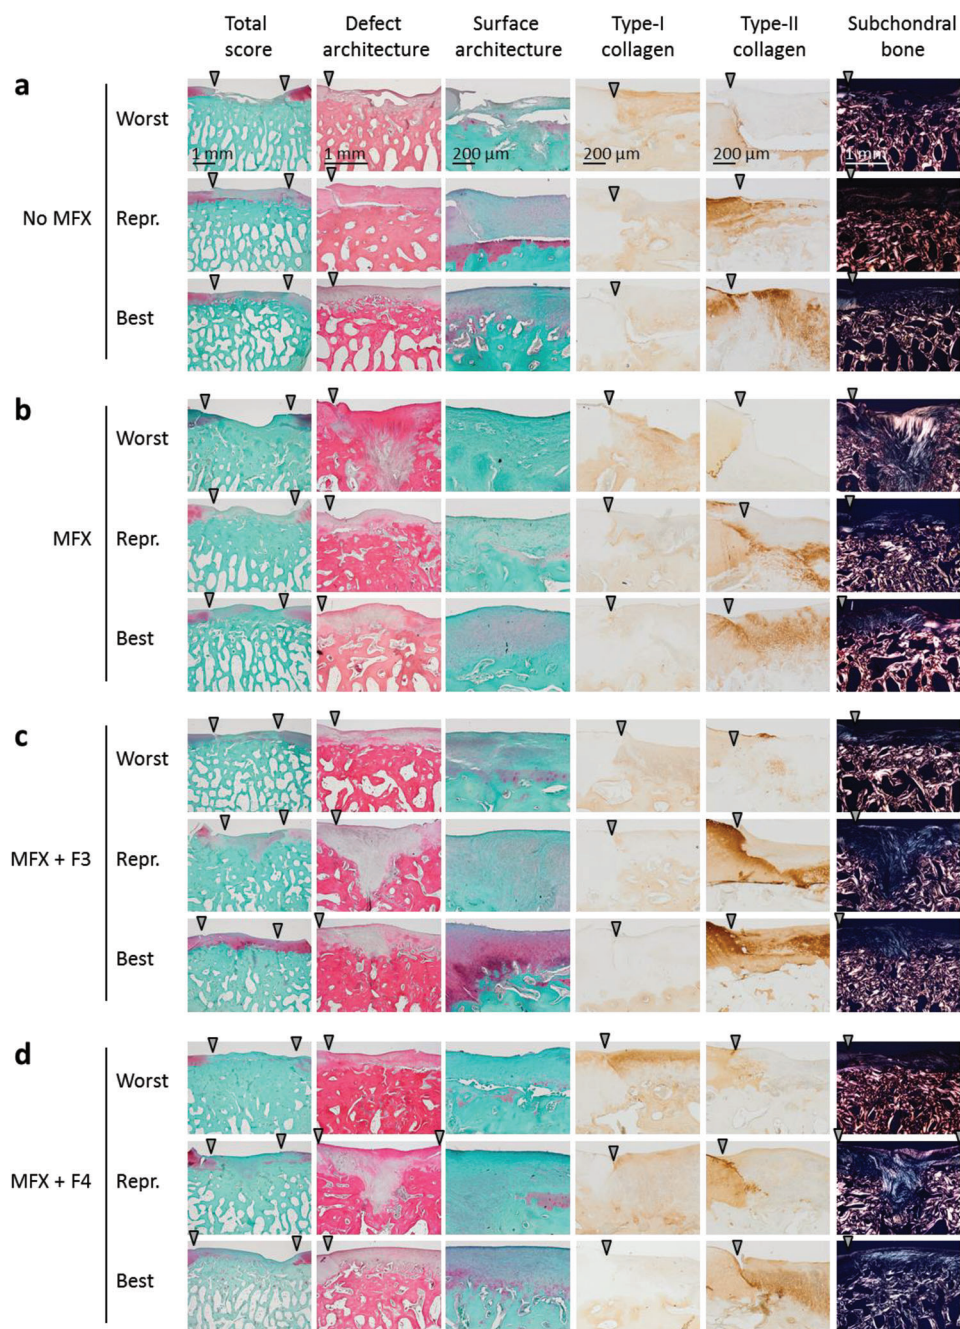 Total score Defect architecture Surface architecture Type-I collagen Type-II collagen Subchondral bone
a
Worst
1 mm 1 mm 200 µm 200 µm 200 µm 1 mm
No MFX Repr.
Best
b
Worst
MFX Repr.
Best
c
Worst
MFX + F3 Repr.
Best
d
Worst
MFX + F4 Repr.
Best